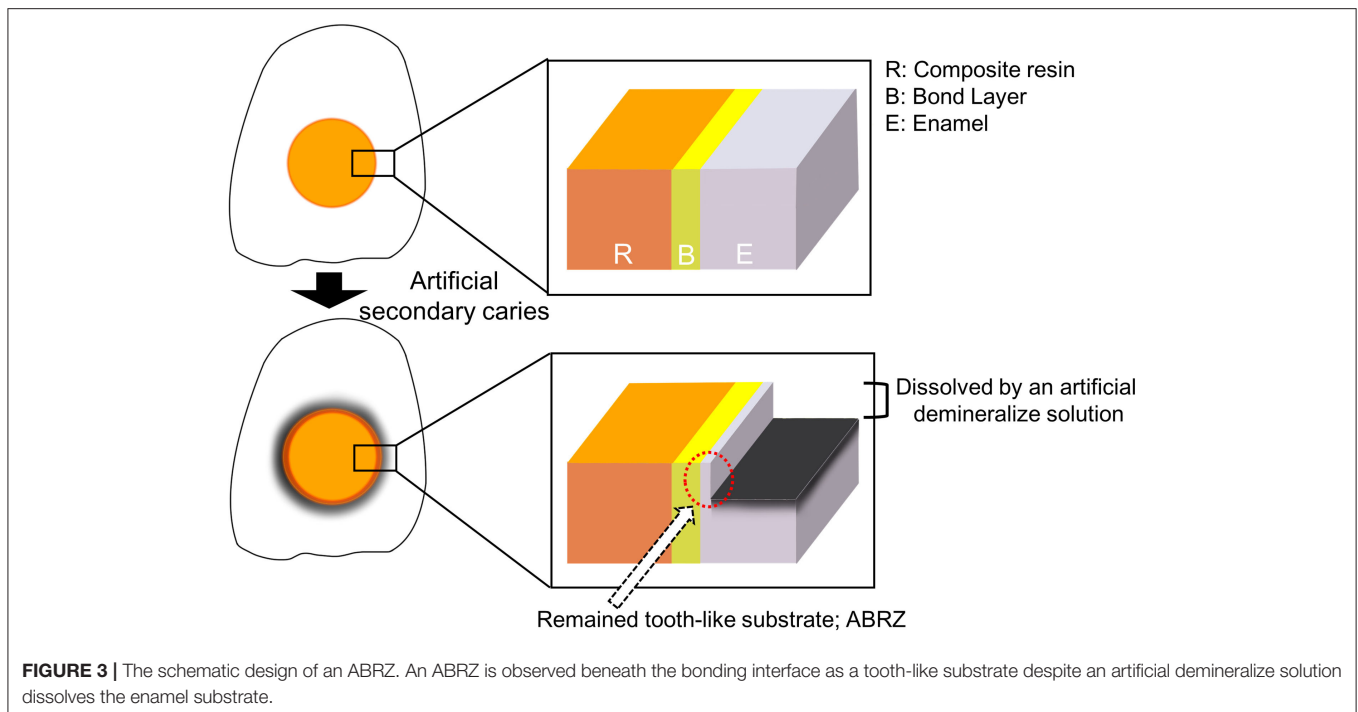 R: Composite resin
B: Bond Layer
E: Enamel
R B E
Artificial
secondary caries
Dissolved by an artificial
demineralize solution
Remained tooth-like substrate; ABRZ
FIGURE 3 | The schematic design of an ABRZ. An ABRZ is observed beneath the bonding interface as a tooth-like substrate despite an artificial demineralize solution
dissolves the enamel substrate.